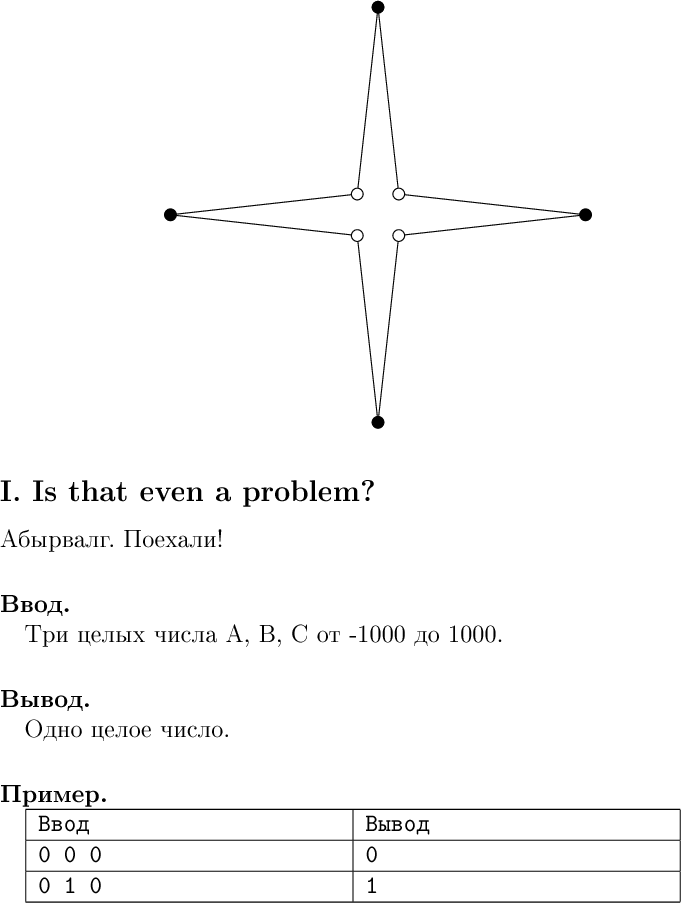 I. Is that even a problem?
Абырвалг. Поехали!
Ввод.
Три целых числа A, B, C от -1000 до 1000.
Вывод.
Одно целое число.
Пример.
Ввод Вывод
0 0 0 0
0 1 0 1